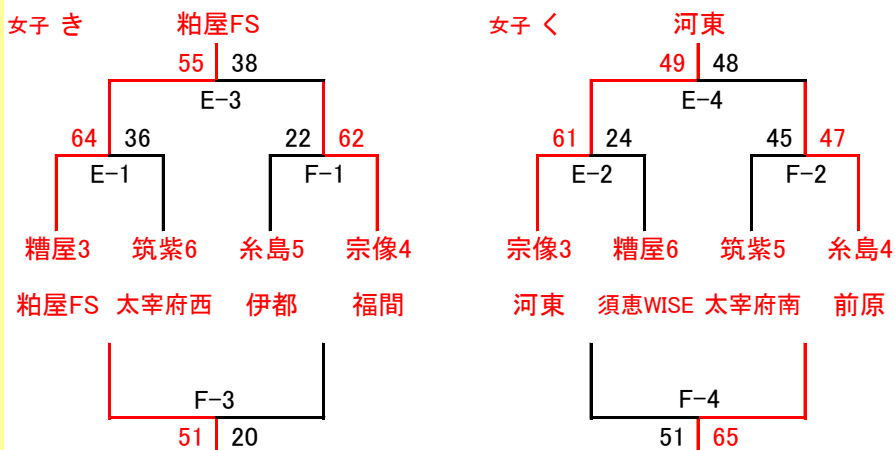 女子 き 粕屋FS 女子 く 河東
55 38 49 48
E-3 E-4
64 36 22 62 61 24 45 47
E-1 F-1 E-2 F-2
糟屋3 筑紫6 糸島5 宗像4 宗像3 糟屋6 筑紫5 糸島4
粕屋FS 太宰府西 伊都 福間 河東 須恵WISE 太宰府南 前原
F-3 F-4
51 20 51 65